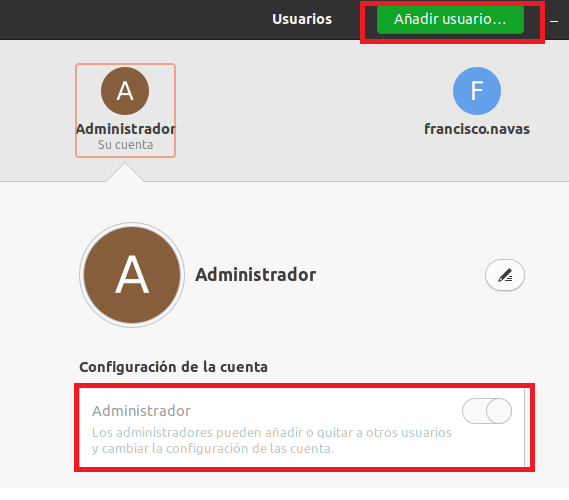 Usuarios
Añadir usuario…
A
F
Administrador
francisco.navas
Su cuenta
A
Administrador
Configuración de la cuenta
Administrador
Los administradores pueden añadir o quitar a otros usuarios
y cambiar la configuración de las cuenta.